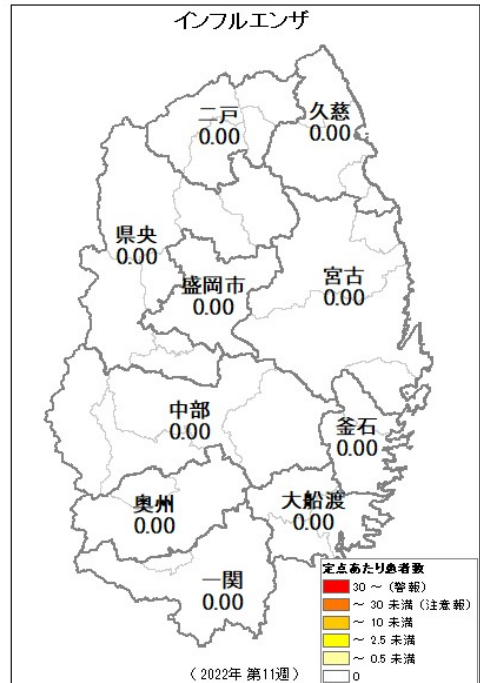 インフルエンザ
二戸
0.00
久慈
0.00
県央
0.00
盛岡市
0.00
宮古
0.00
中部
0.00
釜石
0.00
奥州
0.00
大船渡
0.00
一関
0.00
定点あたり患者数
30 ～ (警報)
～ 30 未満 (注意報)
～ 10 未満
～ 2.5 未満
～ 0.5 未満
0
(2022年 第11週)